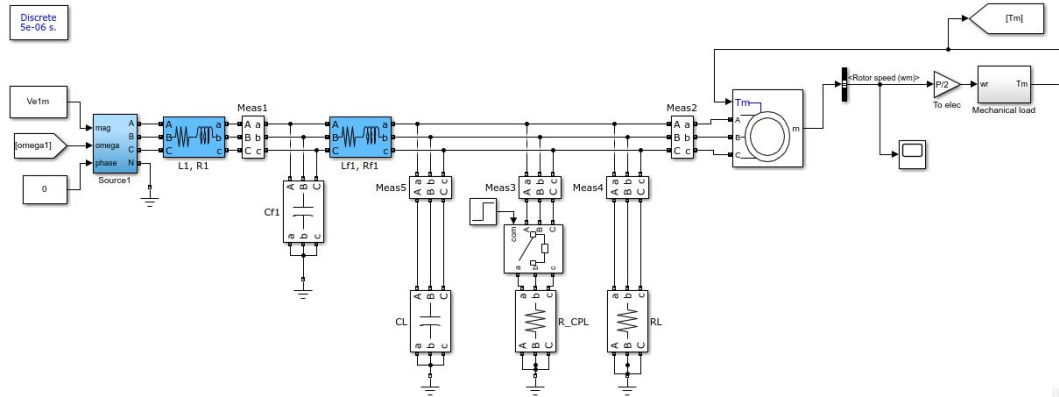 Discrete
5e-06 s.
[Tm]
Ve1m
[omega1]
0
mag
omega
phase
A
B
C
N
Source1
A
B
C
a
b
c
L1, R1
Meas1
A a
B b
C c
A
B
C
a
b
c
Cf1
A
B
C
a
b
c
Lf1, Rf1
Meas5
A a
B b
C c
A
B
C
a
b
c
CL
Meas3
A a
B b
C c
com
A
B
C
a
b
c
a
b
c
A
B
C
R_CPL
Meas4
A a
B b
C c
a
b
c
A
B
C
RL
Meas2
A a
B b
C c
Tm
A
B
C
m
<Rotor speed (wm)>
P/2
To elec
wr
Tm
Mechanical load